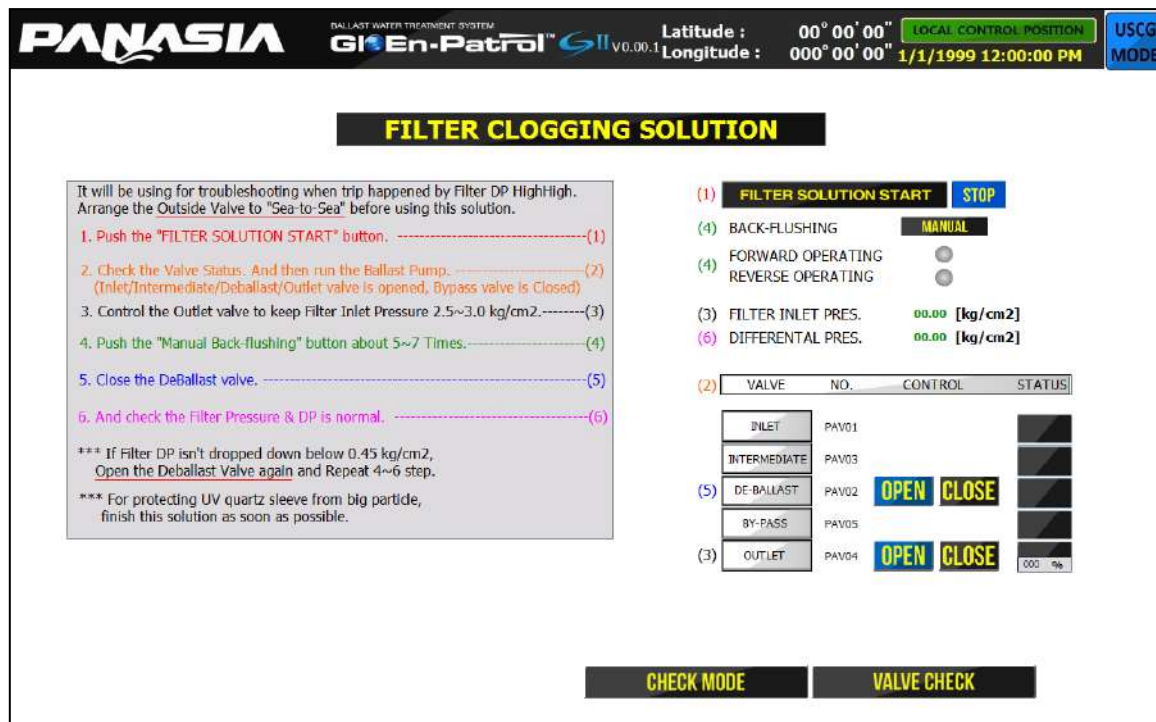 PANASIA
BALLAST WATER TREATMENT SYSTEM
GloEn-Patrol™ SII V0.00.1
Latitude : 00° 00' 00"
Longitude : 000° 00' 00"
LOCAL CONTROL POSITION
1/1/1999 12:00:00 PM
USCG
MODE
FILTER CLOGGING SOLUTION
It will be using for troubleshooting when trip happened by Filter DP HighHigh.
Arrange the Outside Valve to "Sea-to-Sea" before using this solution.
1. Push the "FILTER SOLUTION START" button. ------------------------------(1)
2. Check the Valve Status. And then run the Ballast Pump. ---------------------(2)
(Inlet/Intermediate/Deballast/Outlet valve is opened, Bypass valve is Closed)
3. Control the Outlet valve to keep Filter Inlet Pressure 2.5~3.0 kg/cm2.--------(3)
4. Push the "Manual Back-flushing" button about 5~7 Times.-------------------(4)
5. Close the DeBallast valve. ----------------------------------------------------(5)
6. And check the Filter Pressure & DP is normal. -------------------------------(6)
*** If Filter DP isn't dropped down below 0.45 kg/cm2,
Open the Deballast Valve again and Repeat 4~6 step.
*** For protecting UV quartz sleeve from big particle,
finish this solution as soon as possible.
(1) FILTER SOLUTION START STOP
(4) BACK-FLUSHING MANUAL
(4) FORWARD OPERATING
REVERSE OPERATING
(3) FILTER INLET PRES. 00.00 [kg/cm2]
(6) DIFFERENTAL PRES. 00.00 [kg/cm2]
(2) VALVE NO. CONTROL STATUS
INLET PAV01
INTERMEDIATE PAV03
(5) DE-BALLAST PAV02 OPEN CLOSE
BY-PASS PAV05
(3) OUTLET PAV04 OPEN CLOSE 000 %
CHECK MODE VALVE CHECK